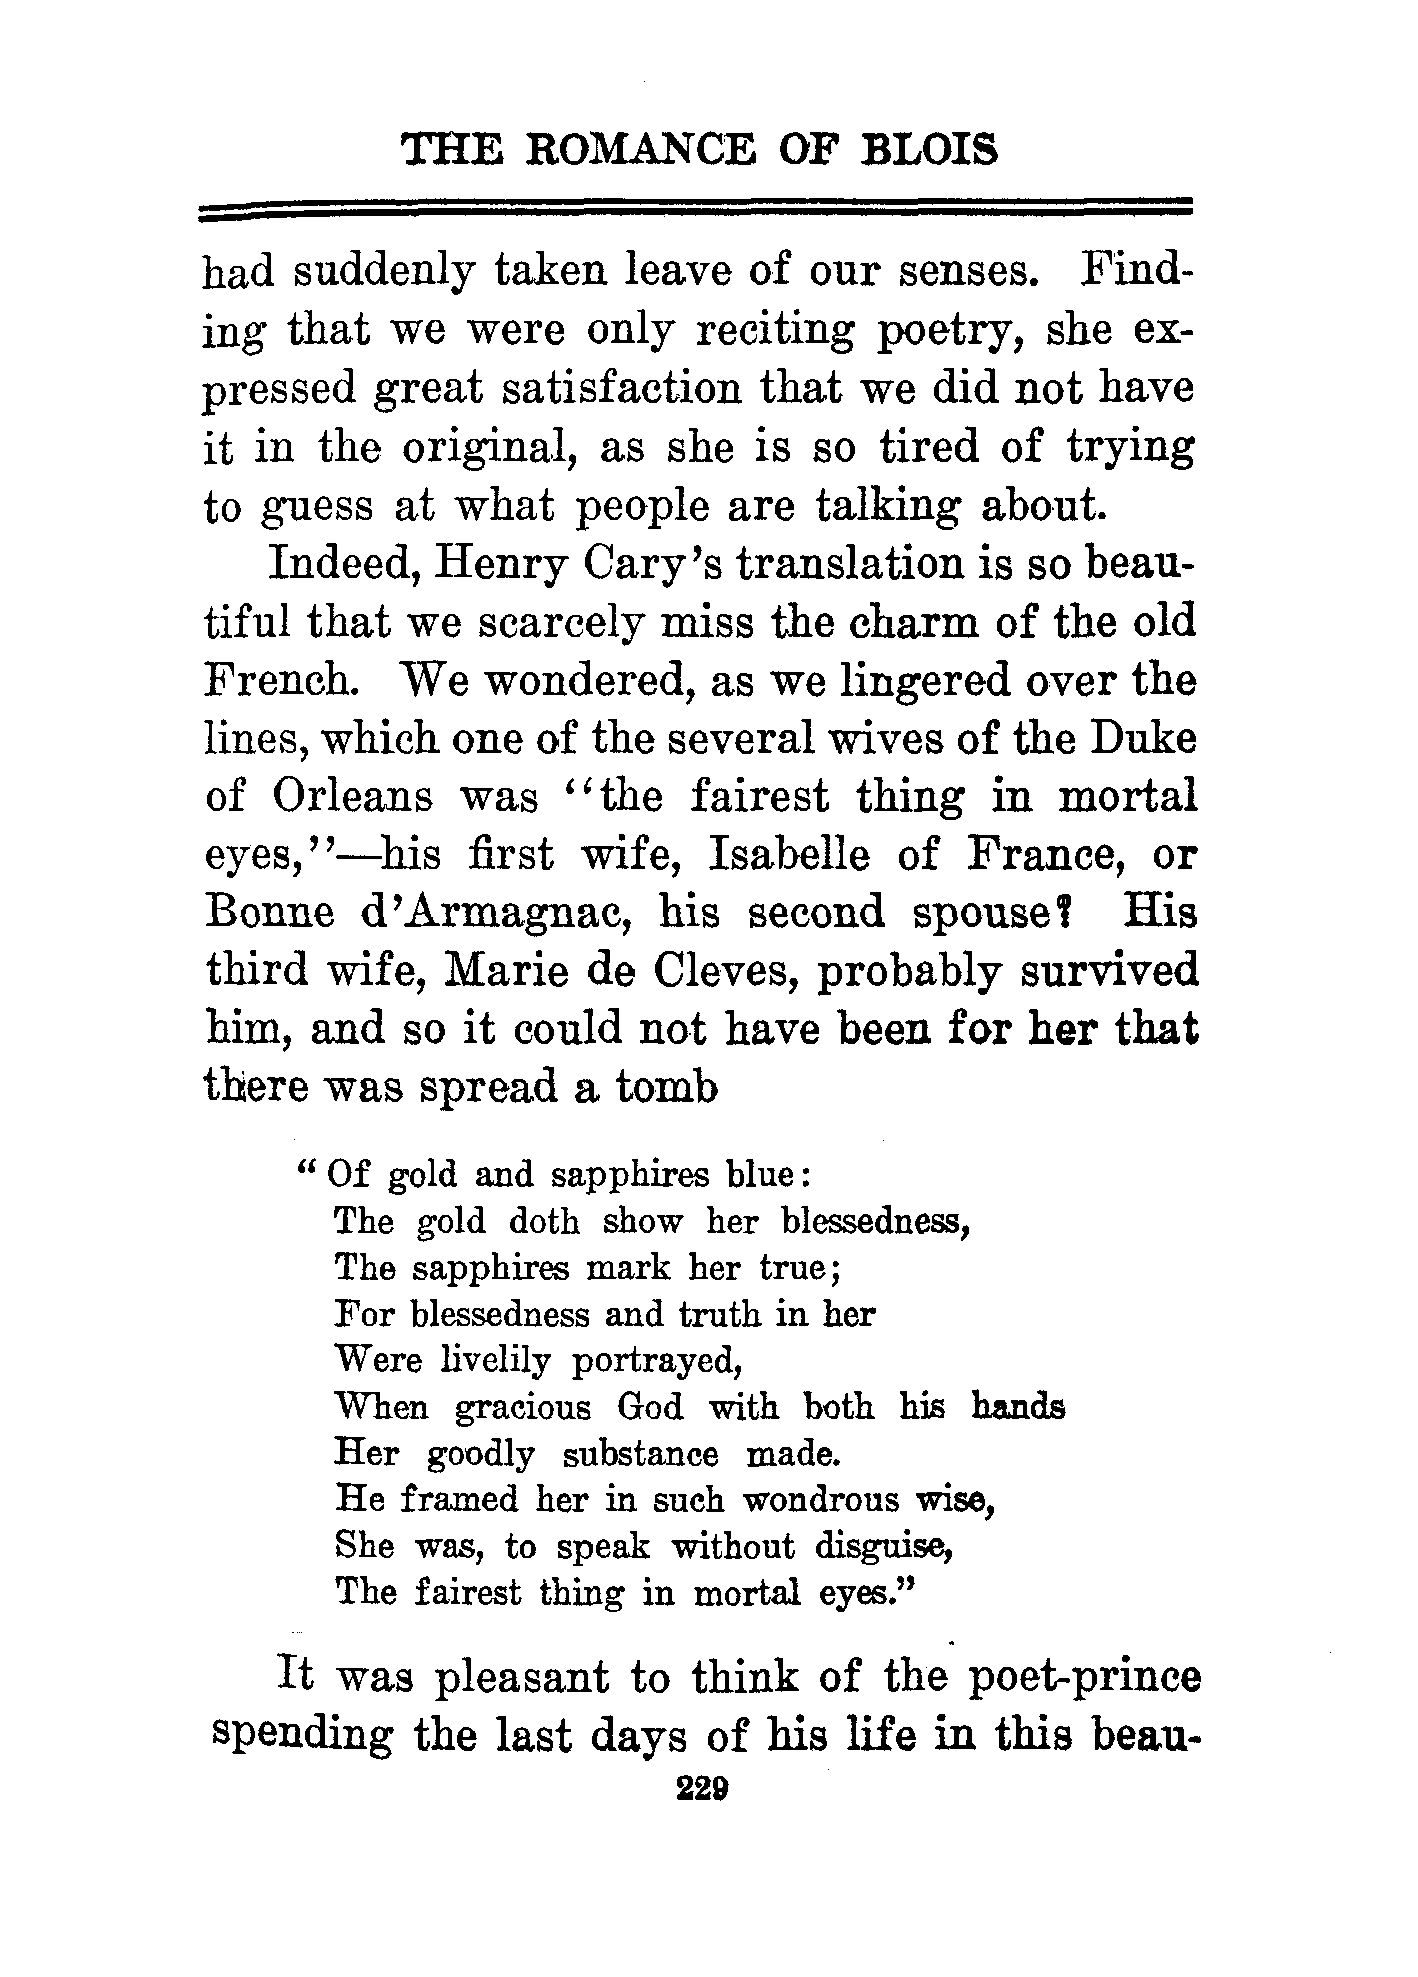 THE ROMANCE OF BLOIS
had suddenly taken leave of our senses. Find-
ing that we were only reciting poetry, she ex-
pressed great satisfaction that we did not have
it in the original, as she is so tired of trying
to guess at what people are talking about.
Indeed, Henry Cary's translation is so beau-
tiful that we scarcely miss the charm of the old
French. We wondered, as we lingered over the
lines, which one of the several wives of the Duke
of Orleans was "the fairest thing in mortal
eyes,"—his first wife, Isabelle of France, or
Bonne d'Armagnac, his second spouse? His
third wife, Marie de Cleves, probably survived
him, and so it could not have been for her that
there was spread a tomb
"Of gold and sapphires blue:
The gold doth show her blessedness,
The sapphires mark her true;
For blessedness and truth in her
Were livelily portrayed,
When gracious God with both his hands
Her goodly substance made.
He framed her in such wondrous wise,
She was, to speak without disguise,
The fairest thing in mortal eyes."
It was pleasant to think of the poet-prince
spending the last days of his life in this beau-
229